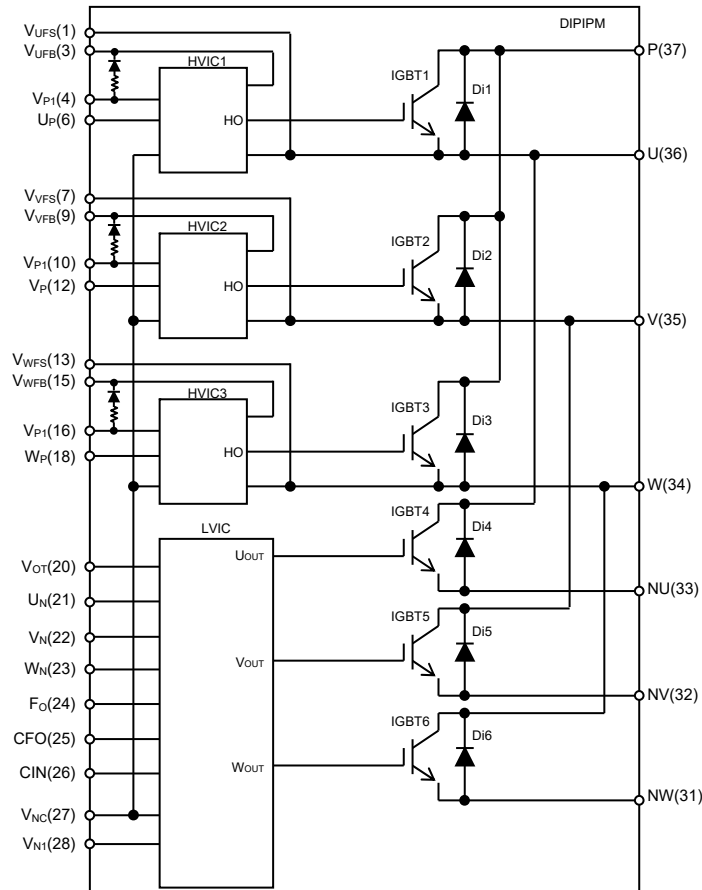 DIPIPM
VUFS(1)
VUFB(3)
VP1(4)
UP(6)
HVIC1
HO
IGBT1
Di1
P(37)
U(36)
VVFS(7)
VVFB(9)
VP1(10)
VP(12)
HVIC2
HO
IGBT2
Di2
V(35)
VWFS(13)
VWFB(15)
VP1(16)
WP(18)
HVIC3
HO
IGBT3
Di3
W(34)
LVIC
VOT(20)
UN(21)
VN(22)
WN(23)
FO(24)
CFO(25)
CIN(26)
VNC(27)
VN1(28)
UOUT
VOUT
WOUT
IGBT4
Di4
NU(33)
IGBT5
Di5
NV(32)
IGBT6
Di6
NW(31)